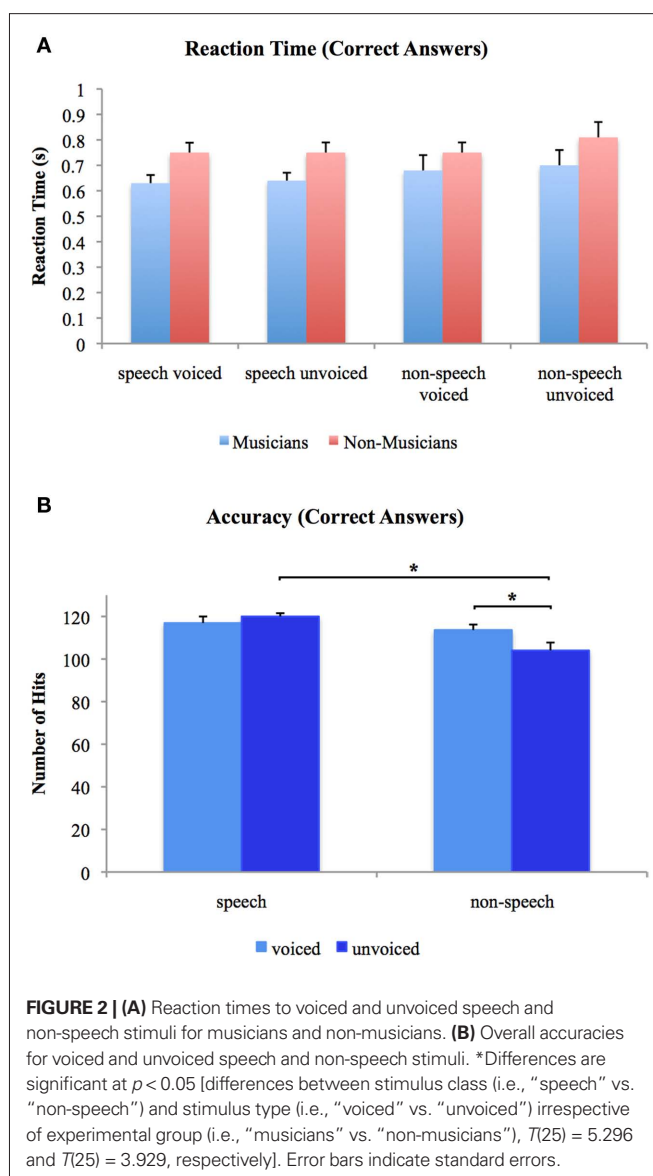 A
Reaction Time (Correct Answers)
1
0.9
0.8
0.7
0.6
0.5
0.4
0.3
0.2
0.1
0
Reaction Time (s)
speech voiced speech unvoiced non-speech voiced non-speech unvoiced
Musicians Non-Musicians
B
Accuracy (Correct Answers)
*
*
120
100
80
60
40
20
0
Number of Hits
speech non-speech
voiced unvoiced
FIGURE 2 | (A) Reaction times to voiced and unvoiced speech and
non-speech stimuli for musicians and non-musicians. (B) Overall accuracies
for voiced and unvoiced speech and non-speech stimuli. *Differences are
significant at p < 0.05 [differences between stimulus class (i.e., “speech” vs.
“non-speech”) and stimulus type (i.e., “voiced” vs. “unvoiced”) irrespective
of experimental group (i.e., “musicians” vs. “non-musicians”), T(25) = 5.296
and T(25) = 3.929, respectively]. Error bars indicate standard errors.